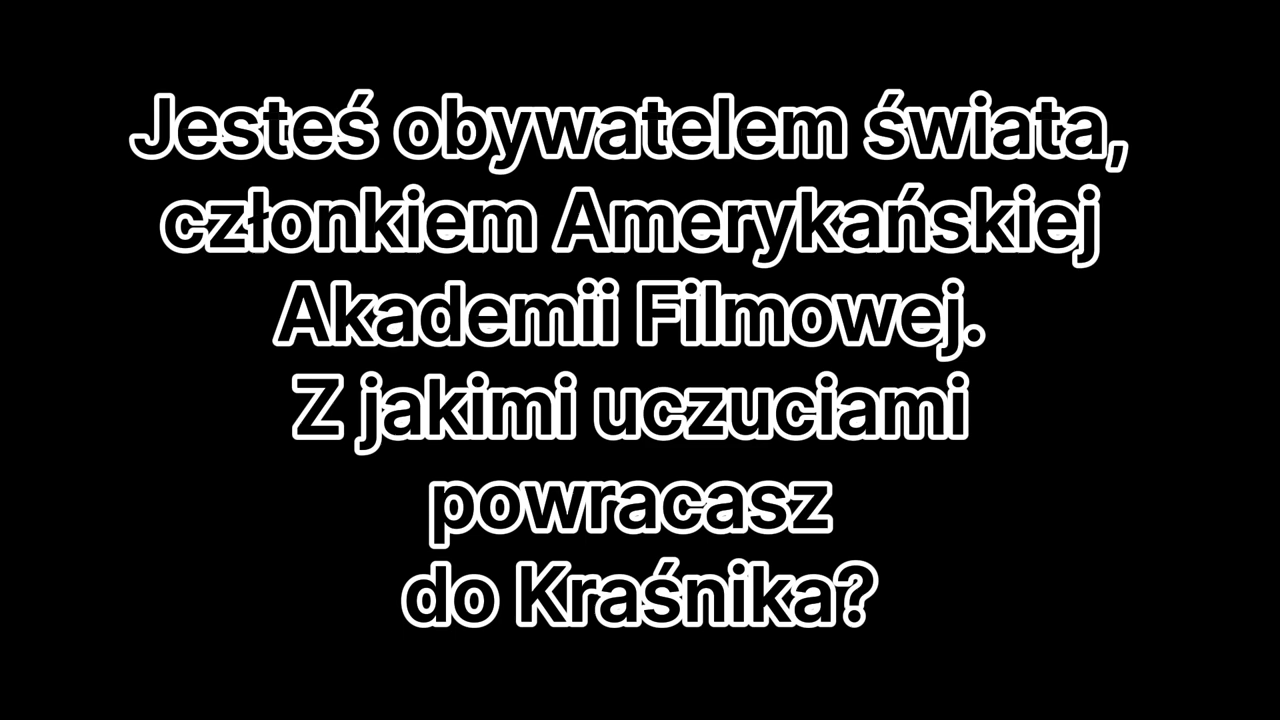 Jesteś obywatelem świata,
członkiem Amerykańskiej
Akademii Filmowej.
Z jakimi uczuciami
powracasz
do Kraśnika?